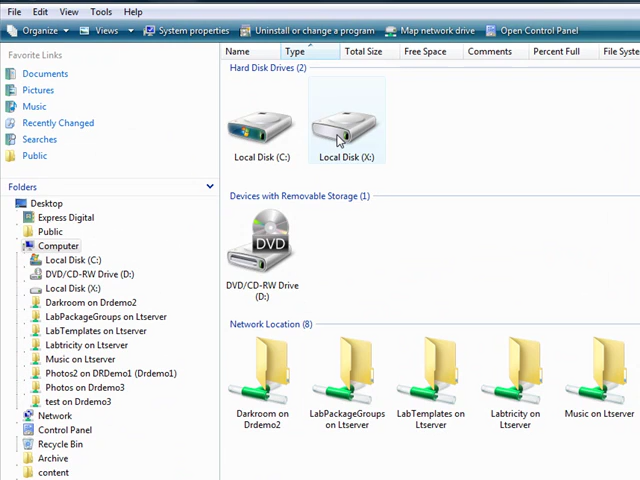 File Edit View Tools Help
Organize Views System properties Uninstall or change a program Map network drive Open Control Panel
Favorite Links
Documents
Pictures
Music
Recently Changed
Searches
Public
Folders
Desktop
Express Digital
Public
Computer
Local Disk (C:)
DVD/CD-RW Drive (D:)
Local Disk (X:)
Darkroom on Drdemo2
LabPackageGroups on Ltserver
LabTemplates on Ltserver
Labtricity on Ltserver
Music on Ltserver
Photos2 on DRDemo1 (Drdemo1)
Photos on Drdemo3
test on Drdemo3
Network
Control Panel
Recycle Bin
Archive
content
Name Type Total Size Free Space Comments Percent Full File Syste
Hard Disk Drives (2)
Local Disk (C:)
Local Disk (X:)
Devices with Removable Storage (1)
DVD
DVD/CD-RW Drive
(D:)
Network Location (8)
Darkroom on
Drdemo2
LabPackageGroups
on Ltserver
LabTemplates on
Ltserver
Labtricity on
Ltserver
Music on Ltserver